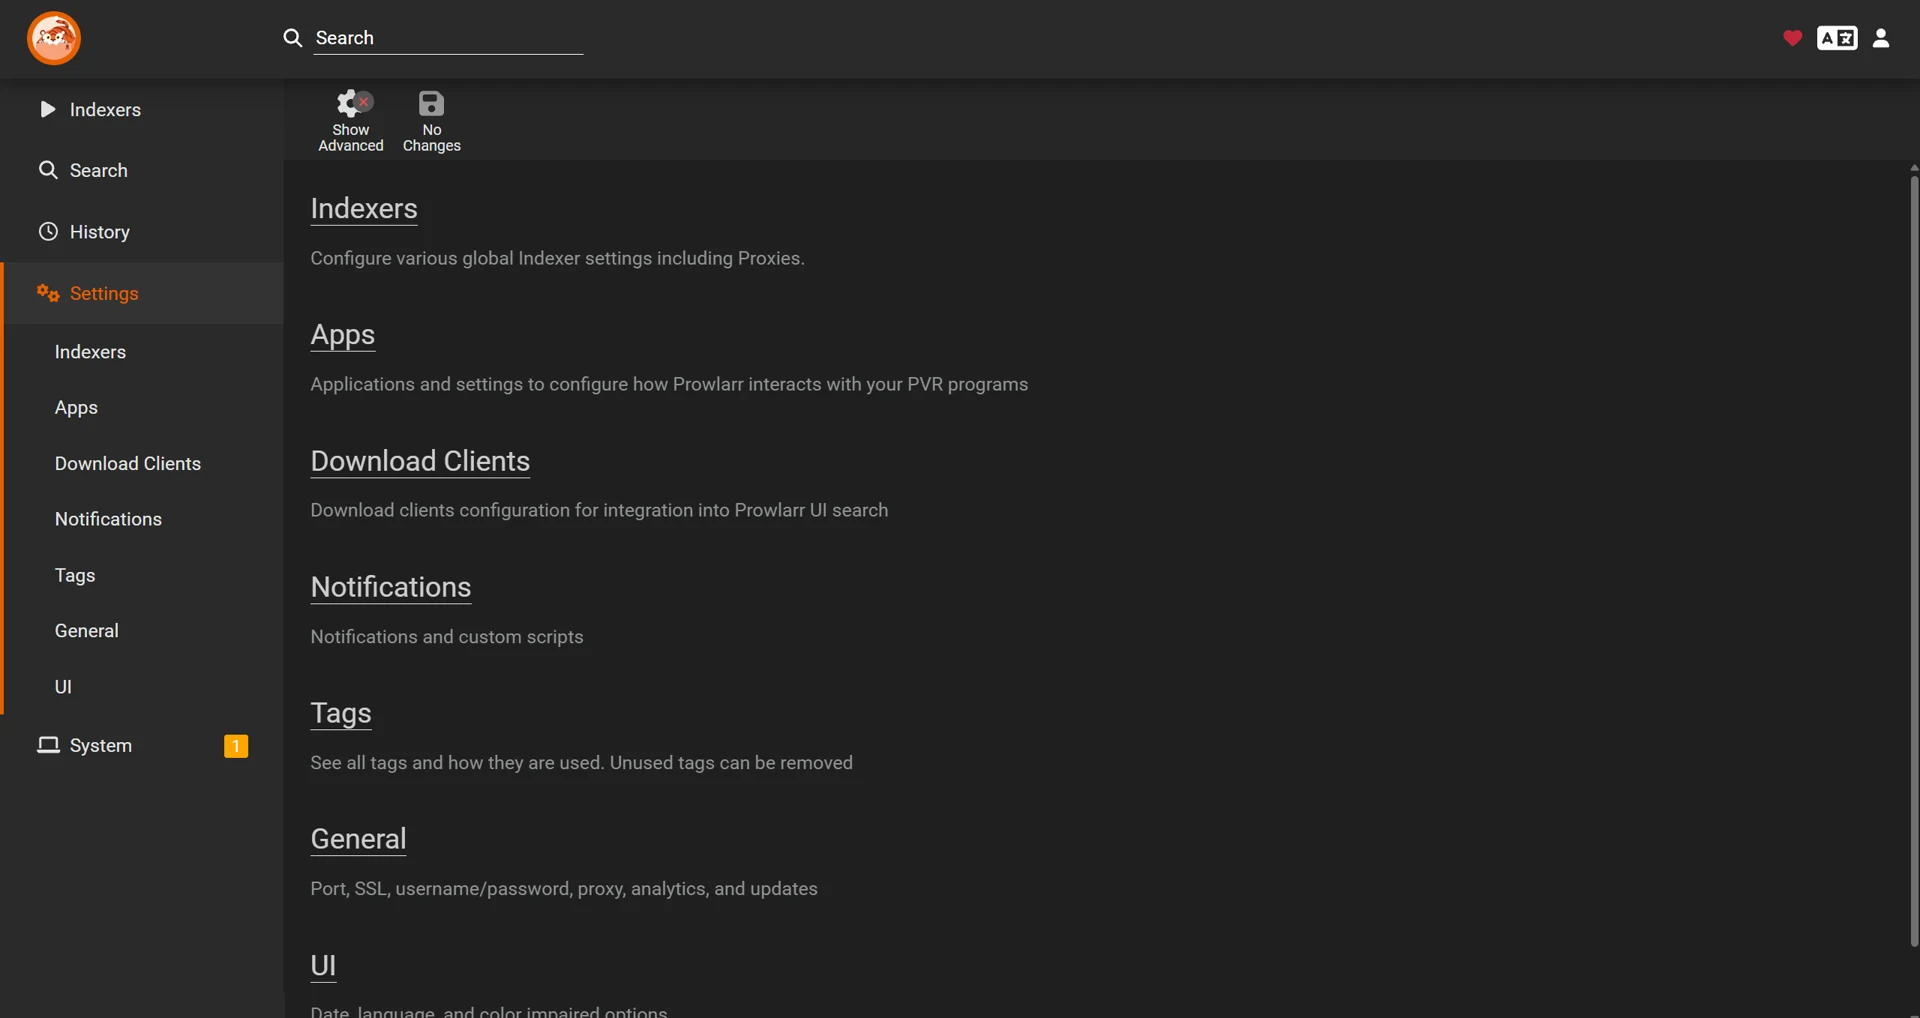 Search
Indexers
Search
History
Settings
Indexers
Apps
Download Clients
Notifications
Tags
General
UI
System
1
Show
Advanced
No
Changes
Indexers
Configure various global Indexer settings including Proxies.
Apps
Applications and settings to configure how Prowlarr interacts with your PVR programs
Download Clients
Download clients configuration for integration into Prowlarr UI search
Notifications
Notifications and custom scripts
Tags
See all tags and how they are used. Unused tags can be removed
General
Port, SSL, username/password, proxy, analytics, and updates
UI
Date, language, and color impaired options